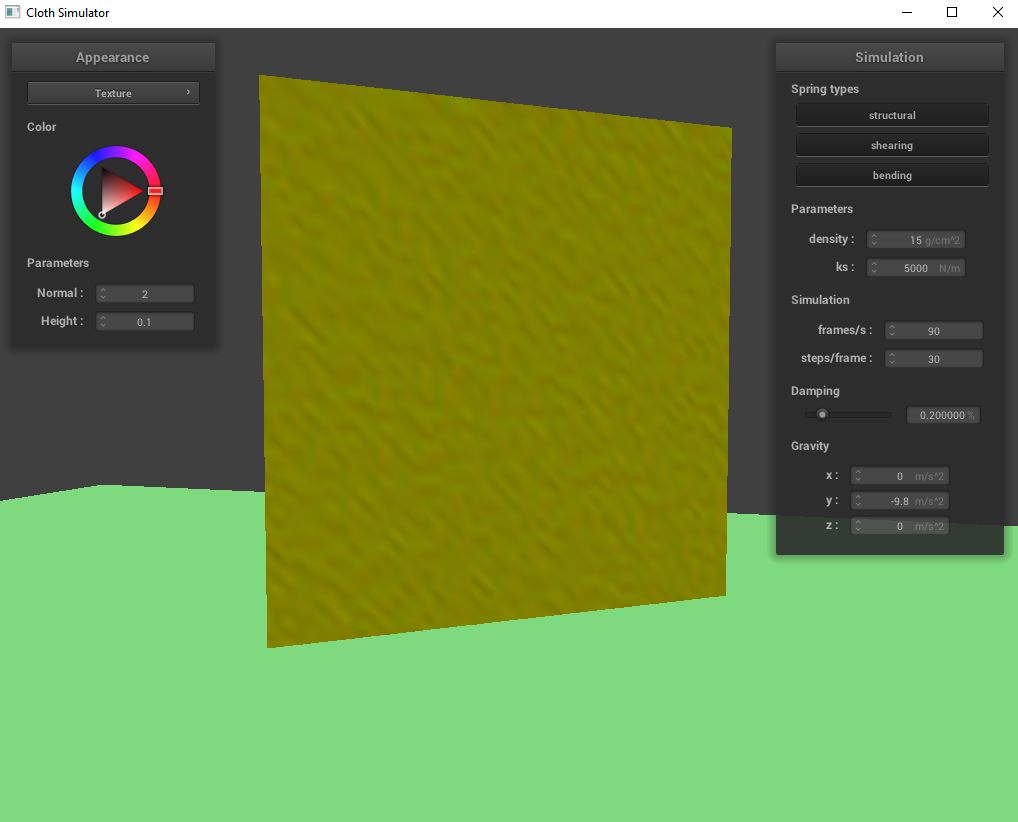 Cloth Simulator
Appearance
Texture
Color
Parameters
Normal : 2
Height : 0.1
Simulation
Spring types
structural
shearing
bending
Parameters
density : 15 g/cm^2
ks : 5000 N/m
Simulation
frames/s : 90
steps/frame : 30
Damping
0.200000 %
Gravity
x : 0 m/s^2
y : -9.8 m/s^2
z : 0 m/s^2